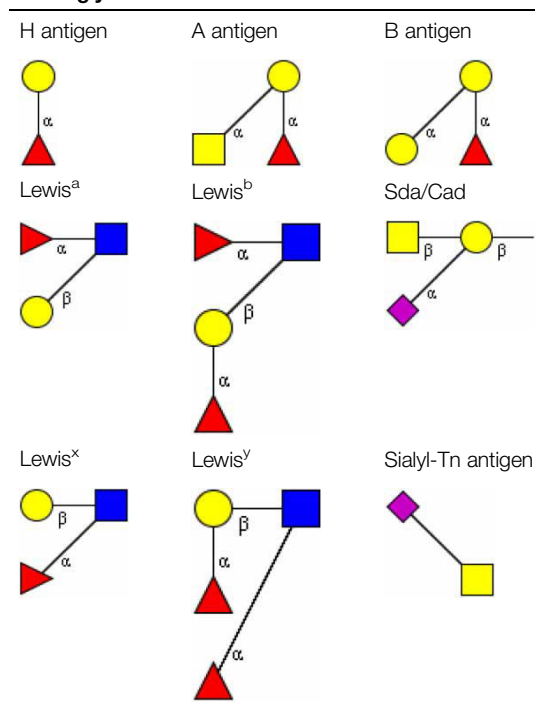 H antigen A antigen B antigen
α α α α α
Lewisᵃ Lewisᵇ Sda/Cad
α α β β
β β α
α
Lewisˣ Lewisʸ Sialyl-Tn antigen
β β
α α
α